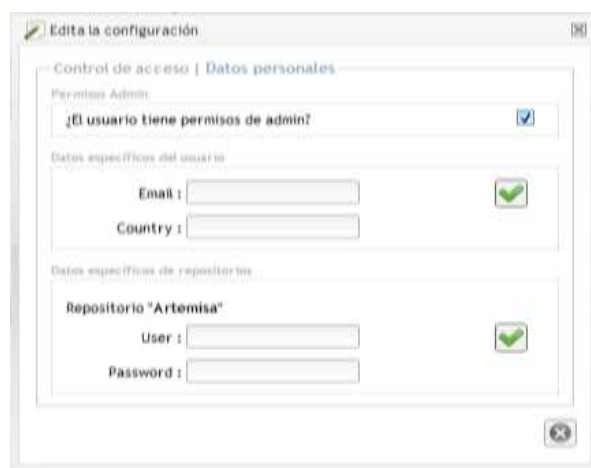 Edita la configuración
Control de acceso | Datos personales
Permisos Admin
¿El usuario tiene permisos de admin?
Datos específicos del usuario
Email :
Country :
Datos específicos de repositorios
Repositorio "Artemisa"
User :
Password :